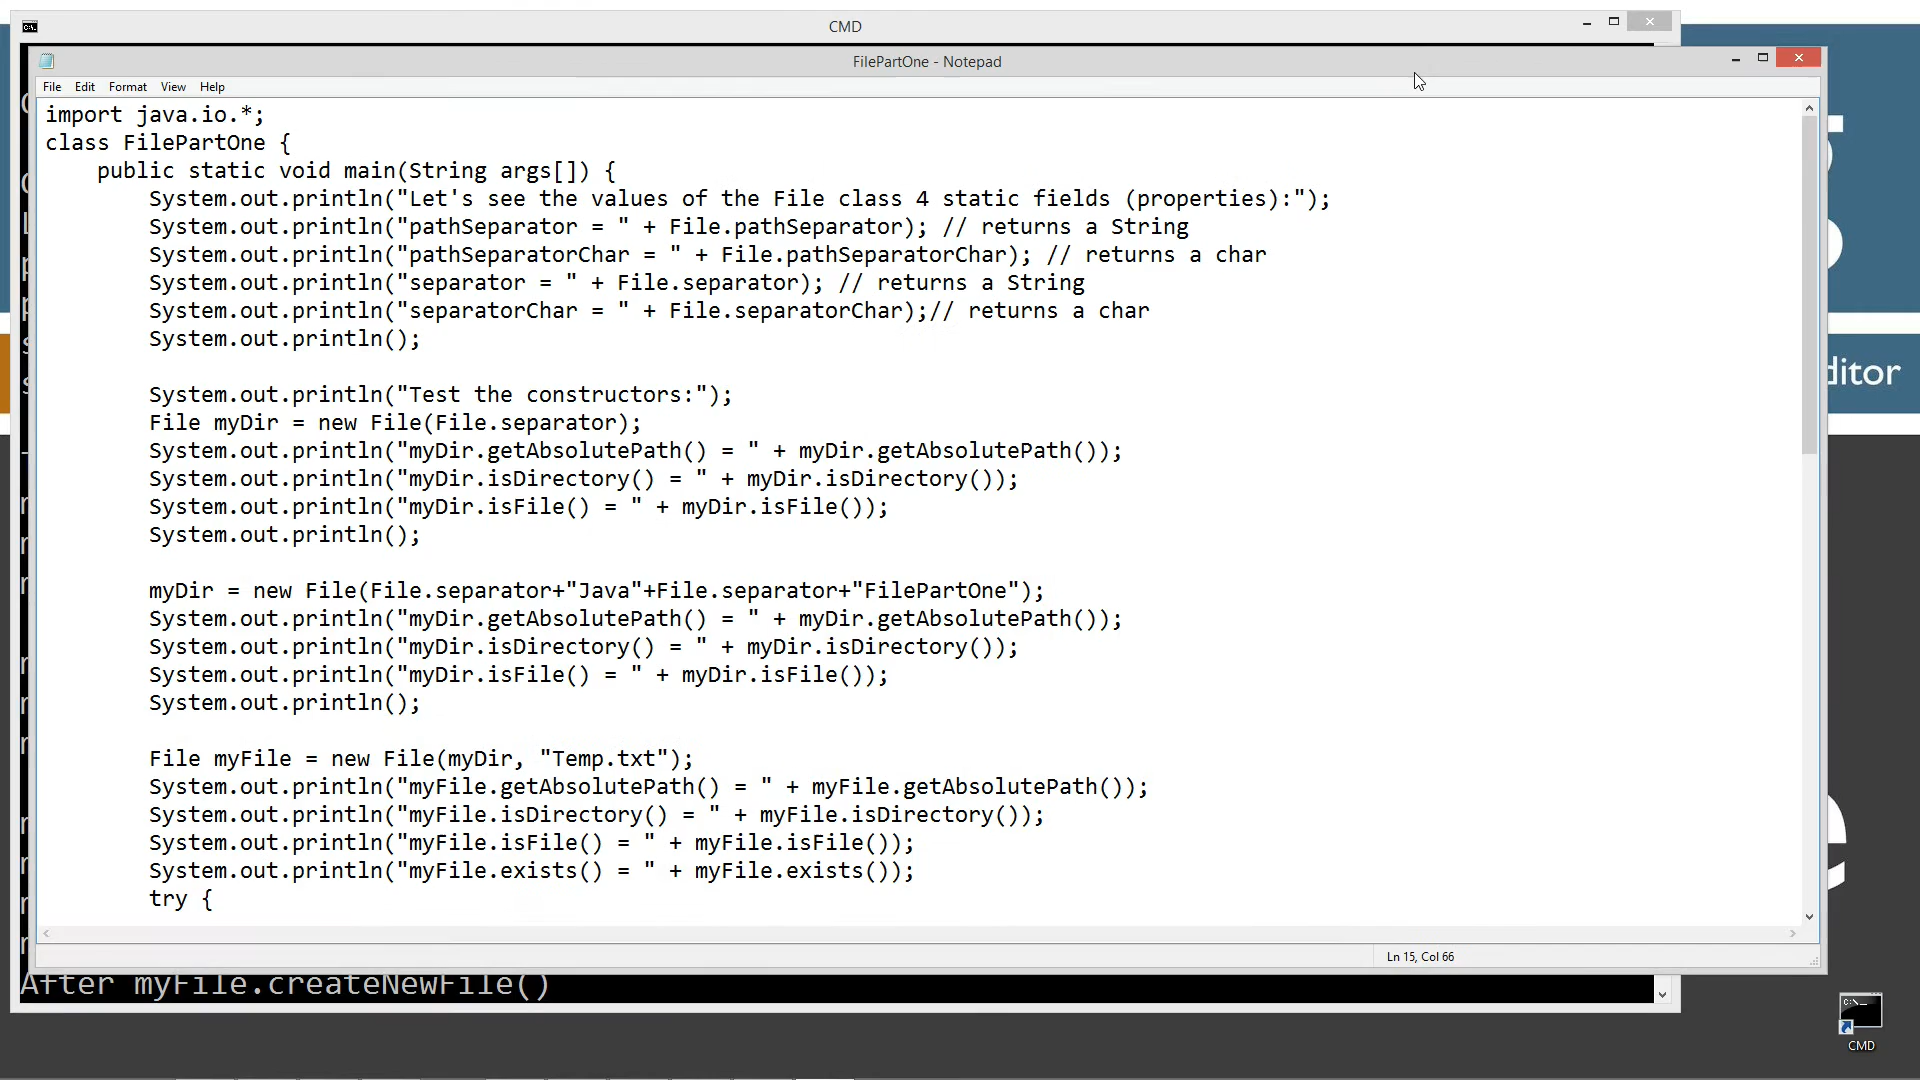 CMD
FilePartOne - Notepad
File Edit Format View Help
import java.io.*;
class FilePartOne {
    public static void main(String args[]) {
        System.out.println("Let's see the values of the File class 4 static fields (properties):");
        System.out.println("pathSeparator = " + File.pathSeparator); // returns a String
        System.out.println("pathSeparatorChar = " + File.pathSeparatorChar); // returns a char
        System.out.println("separator = " + File.separator); // returns a String
        System.out.println("separatorChar = " + File.separatorChar);// returns a char
        System.out.println();
        System.out.println("Test the constructors:");
        File myDir = new File(File.separator);
        System.out.println("myDir.getAbsolutePath() = " + myDir.getAbsolutePath());
        System.out.println("myDir.isDirectory() = " + myDir.isDirectory());
        System.out.println("myDir.isFile() = " + myDir.isFile());
        System.out.println();
        myDir = new File(File.separator+"Java"+File.separator+"FilePartOne");
        System.out.println("myDir.getAbsolutePath() = " + myDir.getAbsolutePath());
        System.out.println("myDir.isDirectory() = " + myDir.isDirectory());
        System.out.println("myDir.isFile() = " + myDir.isFile());
        System.out.println();
        File myFile = new File(myDir, "Temp.txt");
        System.out.println("myFile.getAbsolutePath() = " + myFile.getAbsolutePath());
        System.out.println("myFile.isDirectory() = " + myFile.isDirectory());
        System.out.println("myFile.isFile() = " + myFile.isFile());
        System.out.println("myFile.exists() = " + myFile.exists());
        try {
Ln 15, Col 66
After myFile.createNewFile()
ditor
CMD